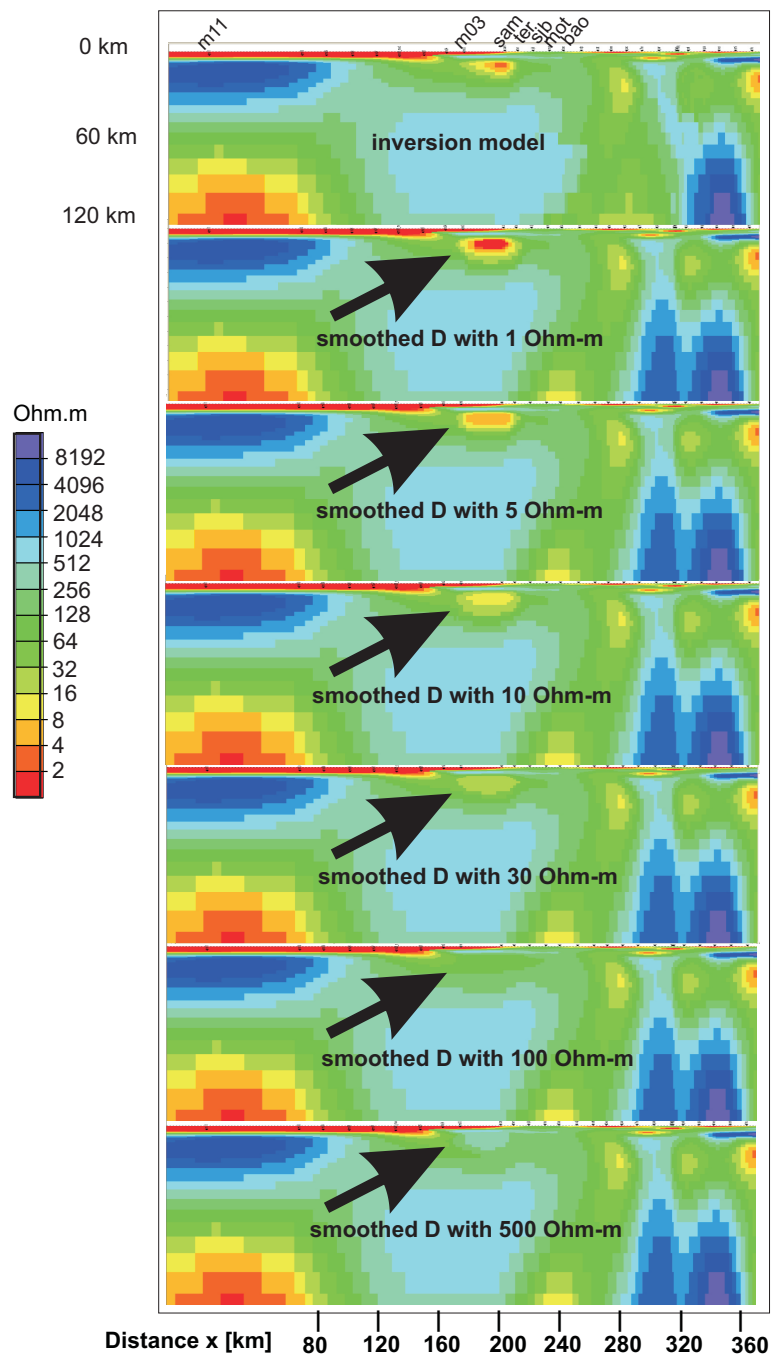 m11
m03
sam
ter
sib
mot
bao
0 km
60 km
120 km
inversion model
smoothed D with 1 Ohm-m
smoothed D with 5 Ohm-m
smoothed D with 10 Ohm-m
smoothed D with 30 Ohm-m
smoothed D with 100 Ohm-m
smoothed D with 500 Ohm-m
Ohm.m
8192
4096
2048
1024
512
256
128
64
32
16
8
4
2
Distance x [km] 80 120 160 200 240 280 320 360